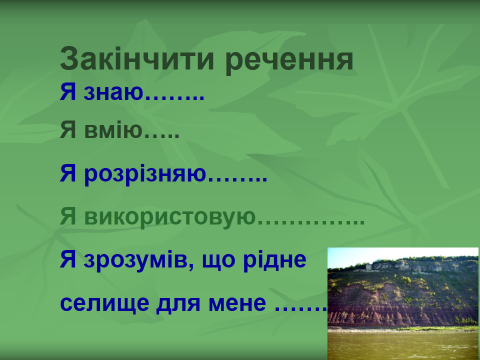 Закінчити речення
Я знаю……..
Я вмію…..
Я розрізняю……..
Я використовую…………..
Я зрозумів, що рідне
селище для мене …….